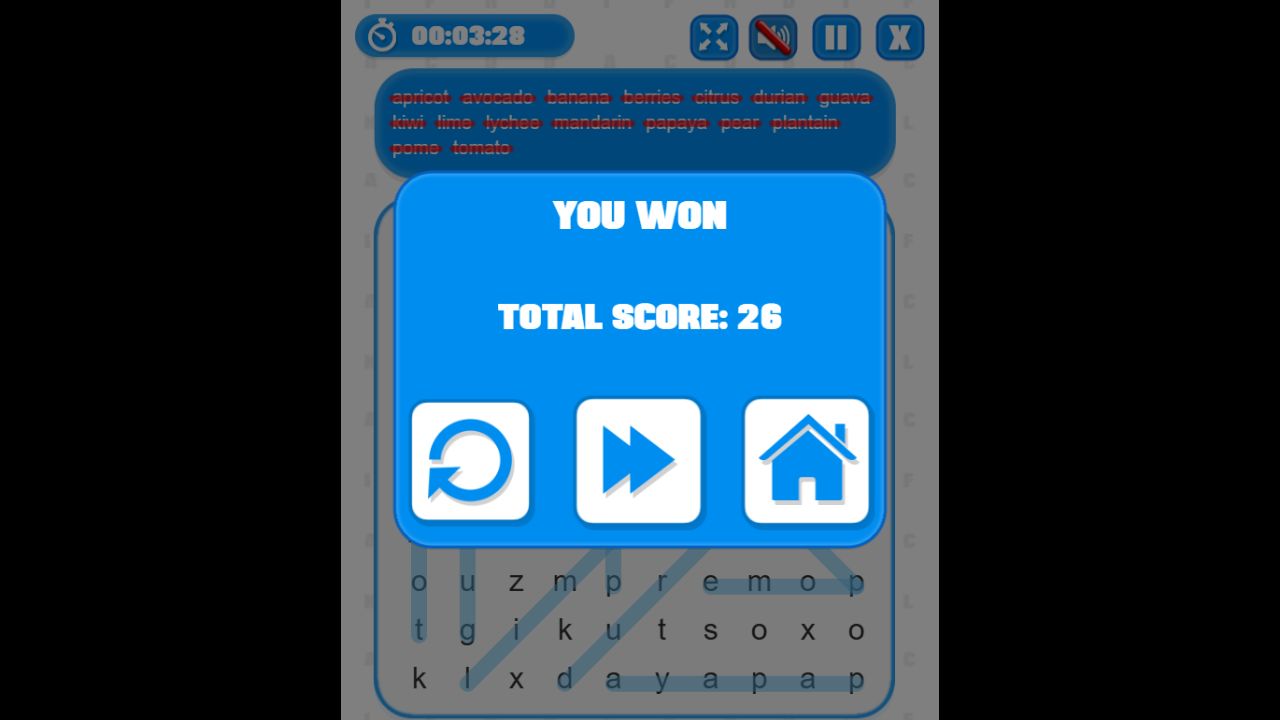 00:03:28 X
apricot avocado banana berries citrus durian guava
kiwi lime lychee mandarin papaya pear plantain
pome tomato
YOU WON
TOTAL SCORE: 26
o u z m p r e m o p
t g i k u t s o x o
k l x d a y a p a p